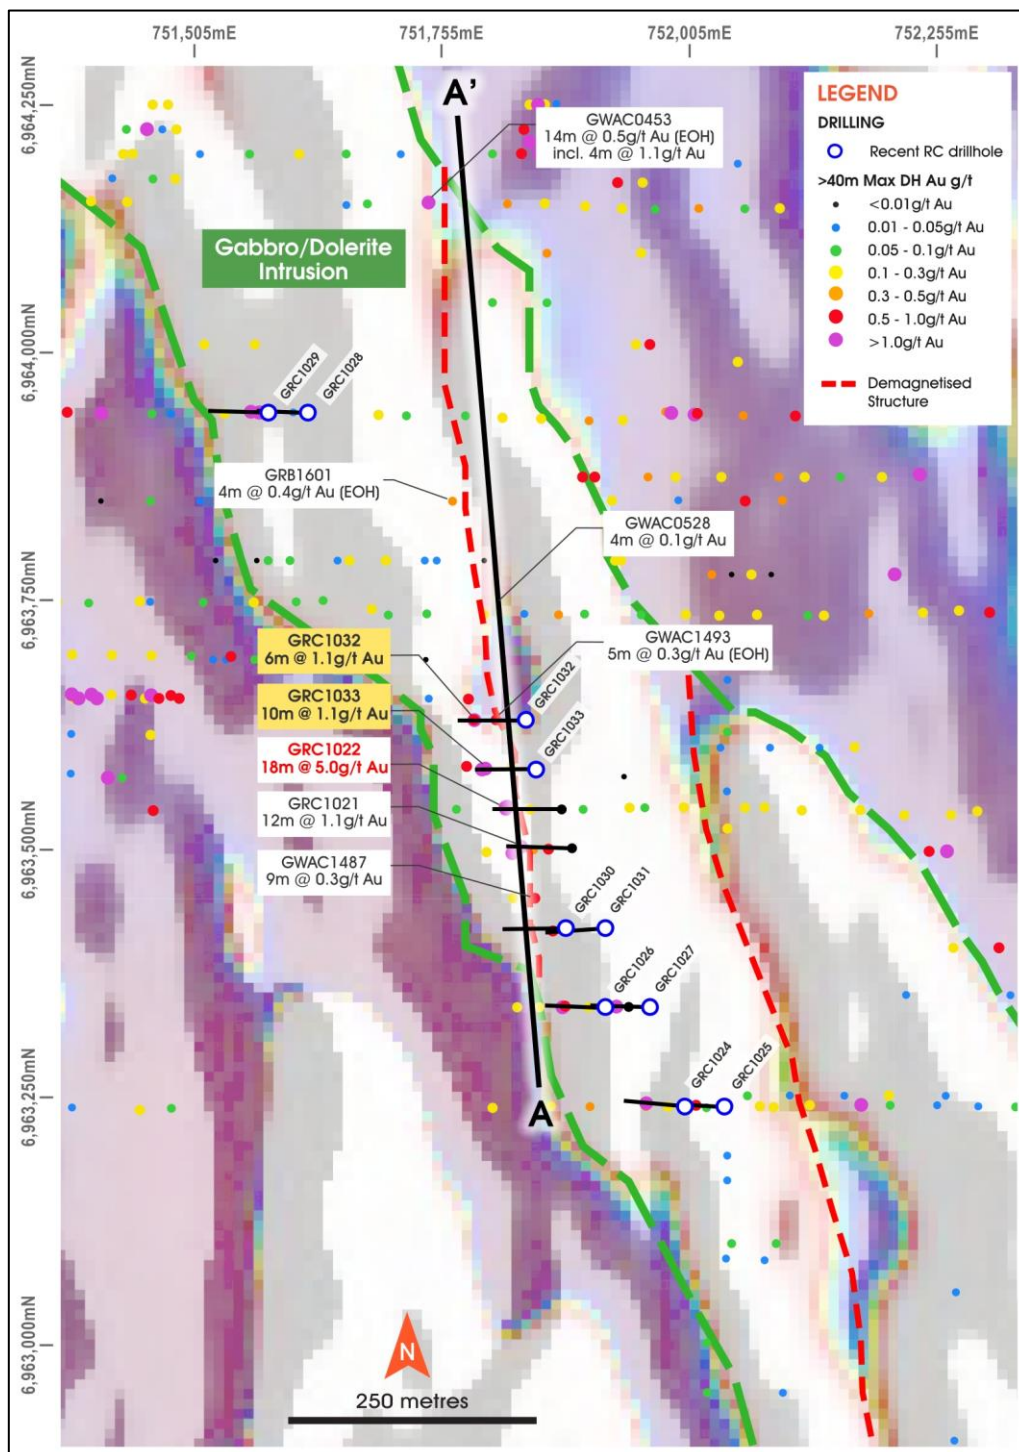 751,505mE
751,755mE
752,005mE
752,255mE
6,964,250mN
6,964,000mN
6,963,750mN
6,963,500mN
6,963,250mN
6,963,000mN
A'
GWAC0453
14m @ 0.5g/t Au (EOH)
incl. 4m @ 1.1g/t Au
LEGEND
DRILLING
Recent RC drillhole
>40m Max DH Au g/t
<0.01g/t Au
0.01 - 0.05g/t Au
0.05 - 0.1g/t Au
0.1 - 0.3g/t Au
0.3 - 0.5g/t Au
0.5 - 1.0g/t Au
>1.0g/t Au
Demagnetised
Structure
Gabbro/Dolerite
Intrusion
GRC1029
GRC1028
GRB1601
4m @ 0.4g/t Au (EOH)
GWAC0528
4m @ 0.1g/t Au
GRC1032
6m @ 1.1g/t Au
GWAC1493
5m @ 0.3g/t Au (EOH)
GRC1032
GRC1033
10m @ 1.1g/t Au
GRC1033
GRC1022
18m @ 5.0g/t Au
GRC1021
12m @ 1.1g/t Au
GWAC1487
9m @ 0.3g/t Au
GRC1030
GRC1031
GRC1026
GRC1027
GRC1024
GRC1025
A
N
250 metres